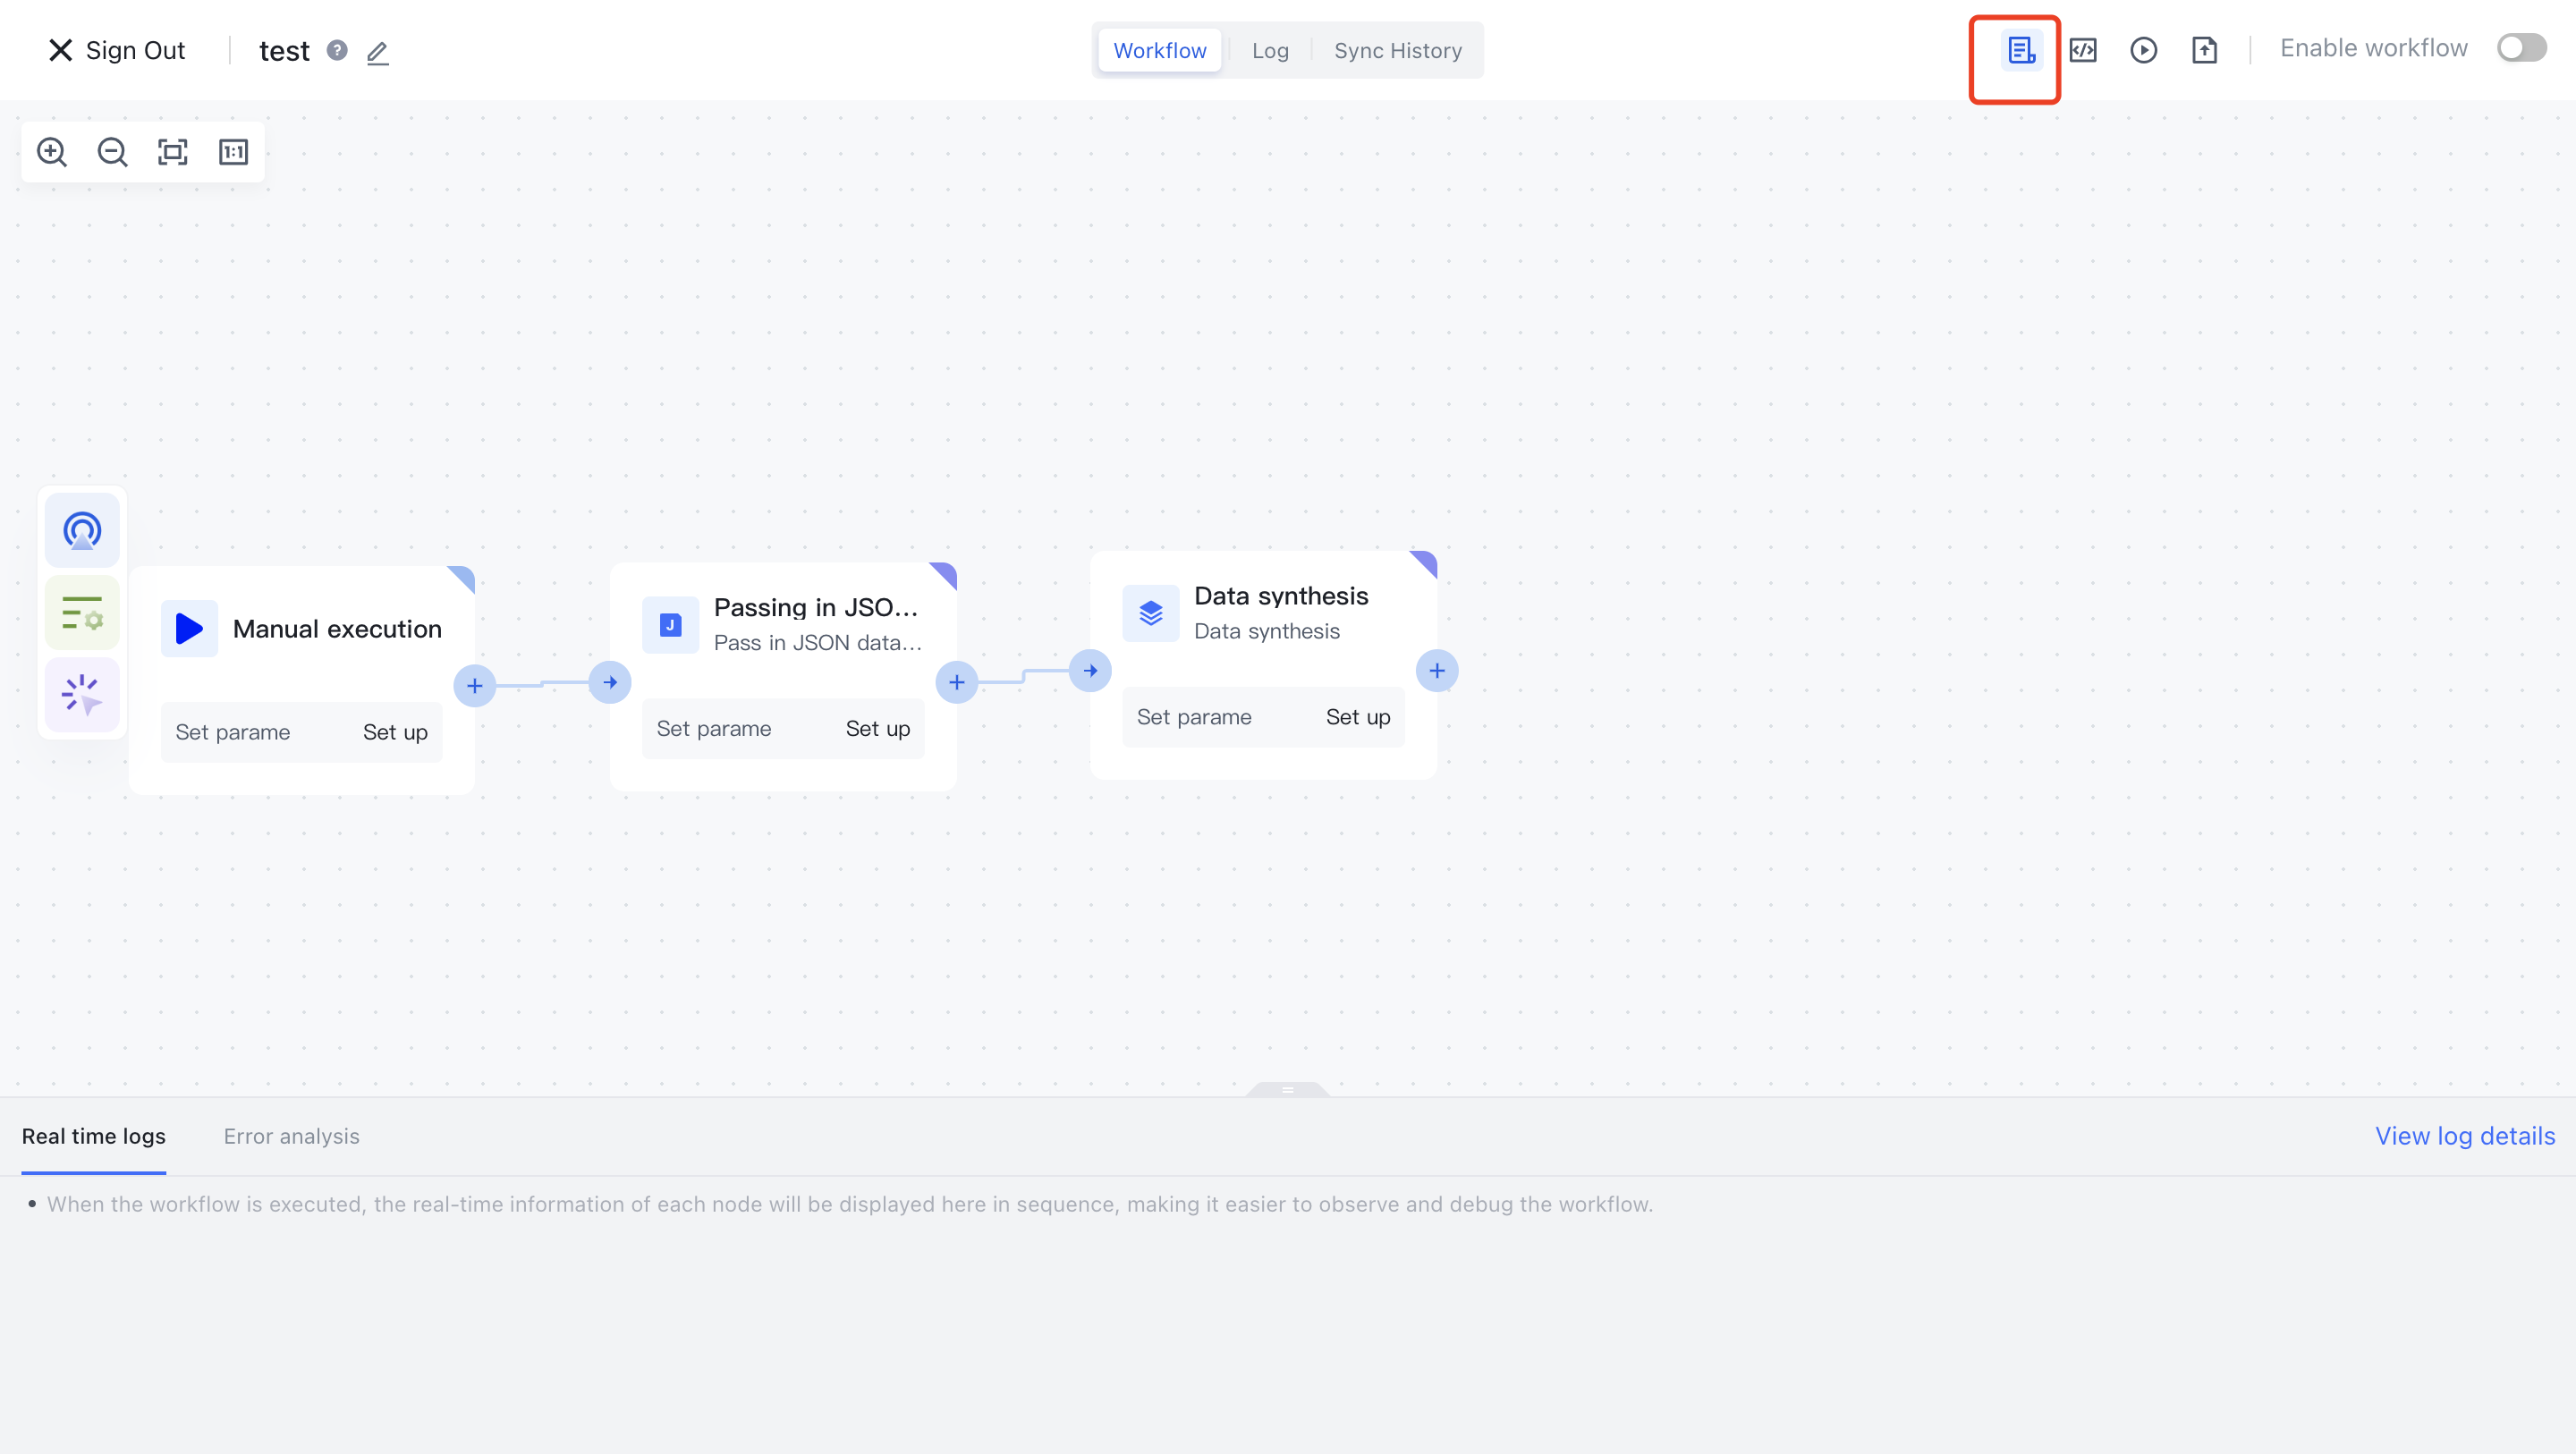 Sign Out
test
Workflow
Log
Sync History
Enable workflow
1:1
Manual execution
Set parame
Set up
J
Passing in JSO...
Pass in JSON data...
Set parame
Set up
Data synthesis
Data synthesis
Set parame
Set up
Real time logs
Error analysis
View log details
When the workflow is executed, the real-time information of each node will be displayed here in sequence, making it easier to observe and debug the workflow.